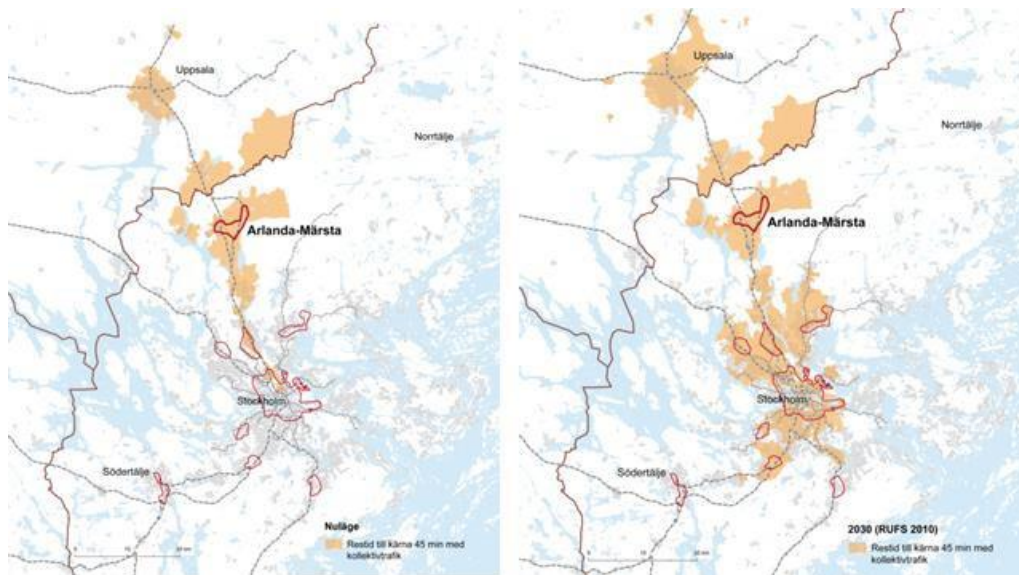 Uppsala
Norrtälje
Arlanda-Märsta
Stockholm
Södertälje
Nuläge
Restid till kärna 45 min med
kollektivtrafik
Uppsala
Norrtälje
Arlanda-Märsta
Stockholm
Södertälje
2030 (RUFS 2010)
Restid till kärna 45 min med
kollektivtrafik